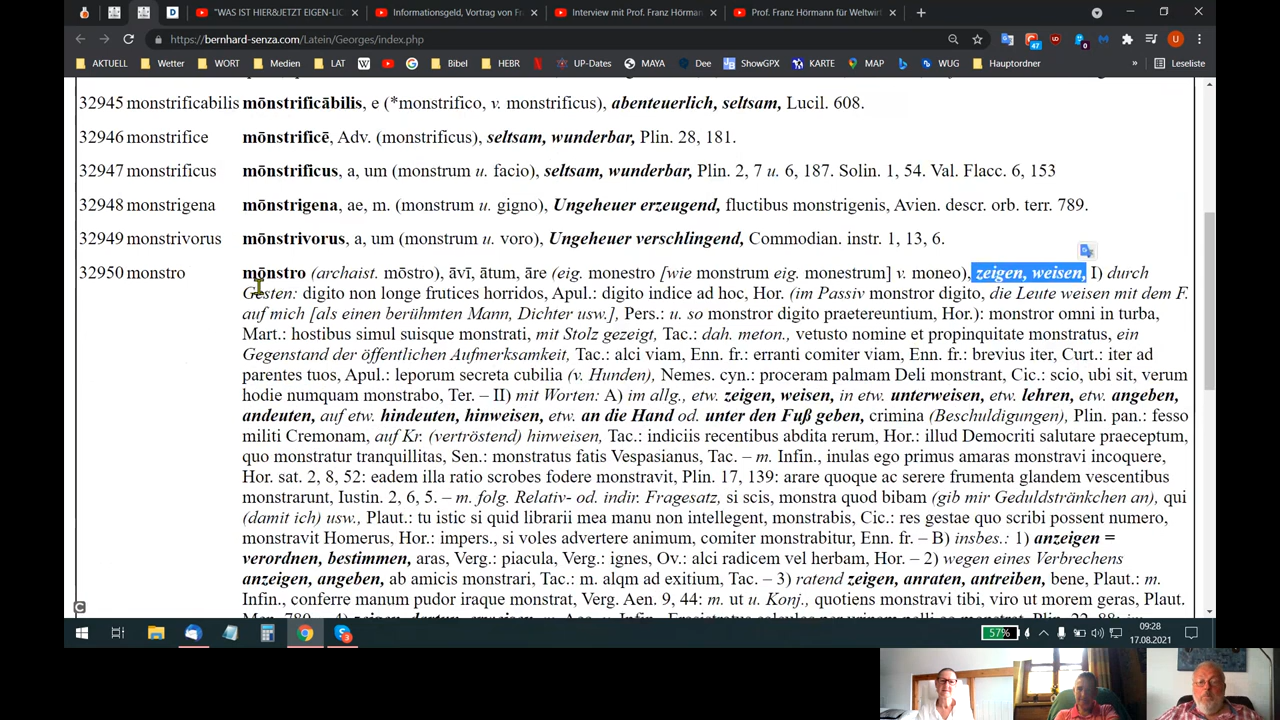 "WAS IST HIER&JETZT EIGEN-LIC
Informationsgeld, Vortrag von Fr
Interview mit Prof. Franz Hörman
Prof. Franz Hörmann für Weltwirt
https://bernhard-senza.com/Latein/Georges/index.php
47
0
U
AKTUELL Wetter WORT Medien LAT Bibel HEBR UP-Dates MAYA Dee ShowGPX KARTE MAP WUG Hauptordner » Leseliste
32945 monstrificabilis mōnstrificābilis, e (*monstrifico, v. monstrificus), abenteuerlich, seltsam, Lucil. 608.
32946 monstrifice mōnstrificē, Adv. (monstrificus), seltsam, wunderbar, Plin. 28, 181.
32947 monstrificus mōnstrificus, a, um (monstrum u. facio), seltsam, wunderbar, Plin. 2, 7 u. 6, 187. Solin. 1, 54. Val. Flacc. 6, 153
32948 monstrigena mōnstrigena, ae, m. (monstrum u. gigno), Ungeheuer erzeugend, fluctibus monstrigenis, Avien. descr. orb. terr. 789.
32949 monstrivorus mōnstrivorus, a, um (monstrum u. voro), Ungeheuer verschlingend, Commodian. instr. 1, 13, 6.
32950 monstro mōnstro (archaist. mōstro), āvī, ātum, āre (eig. monestro [wie monstrum eig. monestrum] v. moneo), zeigen, weisen, I) durch
Gesten: digito non longe frutices horridos, Apul.: digito indice ad hoc, Hor. (im Passiv monstror digito, die Leute weisen mit dem F.
auf mich [als einen berühmten Mann, Dichter usw.], Pers.: u. so monstror digito praetereuntium, Hor.): monstror omni in turba,
Mart.: hostibus simul suisque monstrati, mit Stolz gezeigt, Tac.: dah. meton., vetusto nomine et propinquitate monstratus, ein
Gegenstand der öffentlichen Aufmerksamkeit, Tac.: alci viam, Enn. fr.: erranti comiter viam, Enn. fr.: brevius iter, Curt.: iter ad
parentes tuos, Apul.: leporum secreta cubilia (v. Hunden), Nemes. cyn.: proceram palmam Deli monstrant, Cic.: scio, ubi sit, verum
hodie numquam monstrabo, Ter. – II) mit Worten: A) im allg., etw. zeigen, weisen, in etw. unterweisen, etw. lehren, etw. angeben,
andeuten, auf etw. hindeuten, hinweisen, etw. an die Hand od. unter den Fuß geben, crimina (Beschuldigungen), Plin. pan.: fesso
militi Cremonam, auf Kr. (vertröstend) hinweisen, Tac.: indiciis recentibus abdita rerum, Hor.: illud Democriti salutare praeceptum,
quo monstratur tranquillitas, Sen.: monstratus fatis Vespasianus, Tac. – m. Infin., inulas ego primus amaras monstravi incoquere,
Hor. sat. 2, 8, 52: eadem illa ratio scrobes fodere monstravit, Plin. 17, 139: arare quoque ac serere frumenta glandem vescentibus
monstrarunt, Iustin. 2, 6, 5. – m. folg. Relativ- od. indir. Fragesatz, si scis, monstra quod bibam (gib mir Geduldstränkchen an), qui
(damit ich) usw., Plaut.: tu istic si quid librarii mea manu non intellegent, monstrabis, Cic.: res gestae quo scribi possent numero,
monstravit Homerus, Hor.: impers., si voles advertere animum, comiter monstrabitur, Enn. fr. – B) insbes.: 1) anzeigen =
verordnen, bestimmen, aras, Verg.: piacula, Verg.: ignes, Ov.: alci radicem vel herbam, Hor. – 2) wegen eines Verbrechens
anzeigen, angeben, ab amicis monstrari, Tac.: m. alqm ad exitium, Tac. – 3) ratend zeigen, anraten, antreiben, bene, Plaut.: m.
Infin., conferre manum pudor iraque monstrat, Verg. Aen. 9, 44: m. ut u. Konj., quotiens monstravi tibi, viro ut morem geras, Plaut.
57%
09:28
17.08.2021